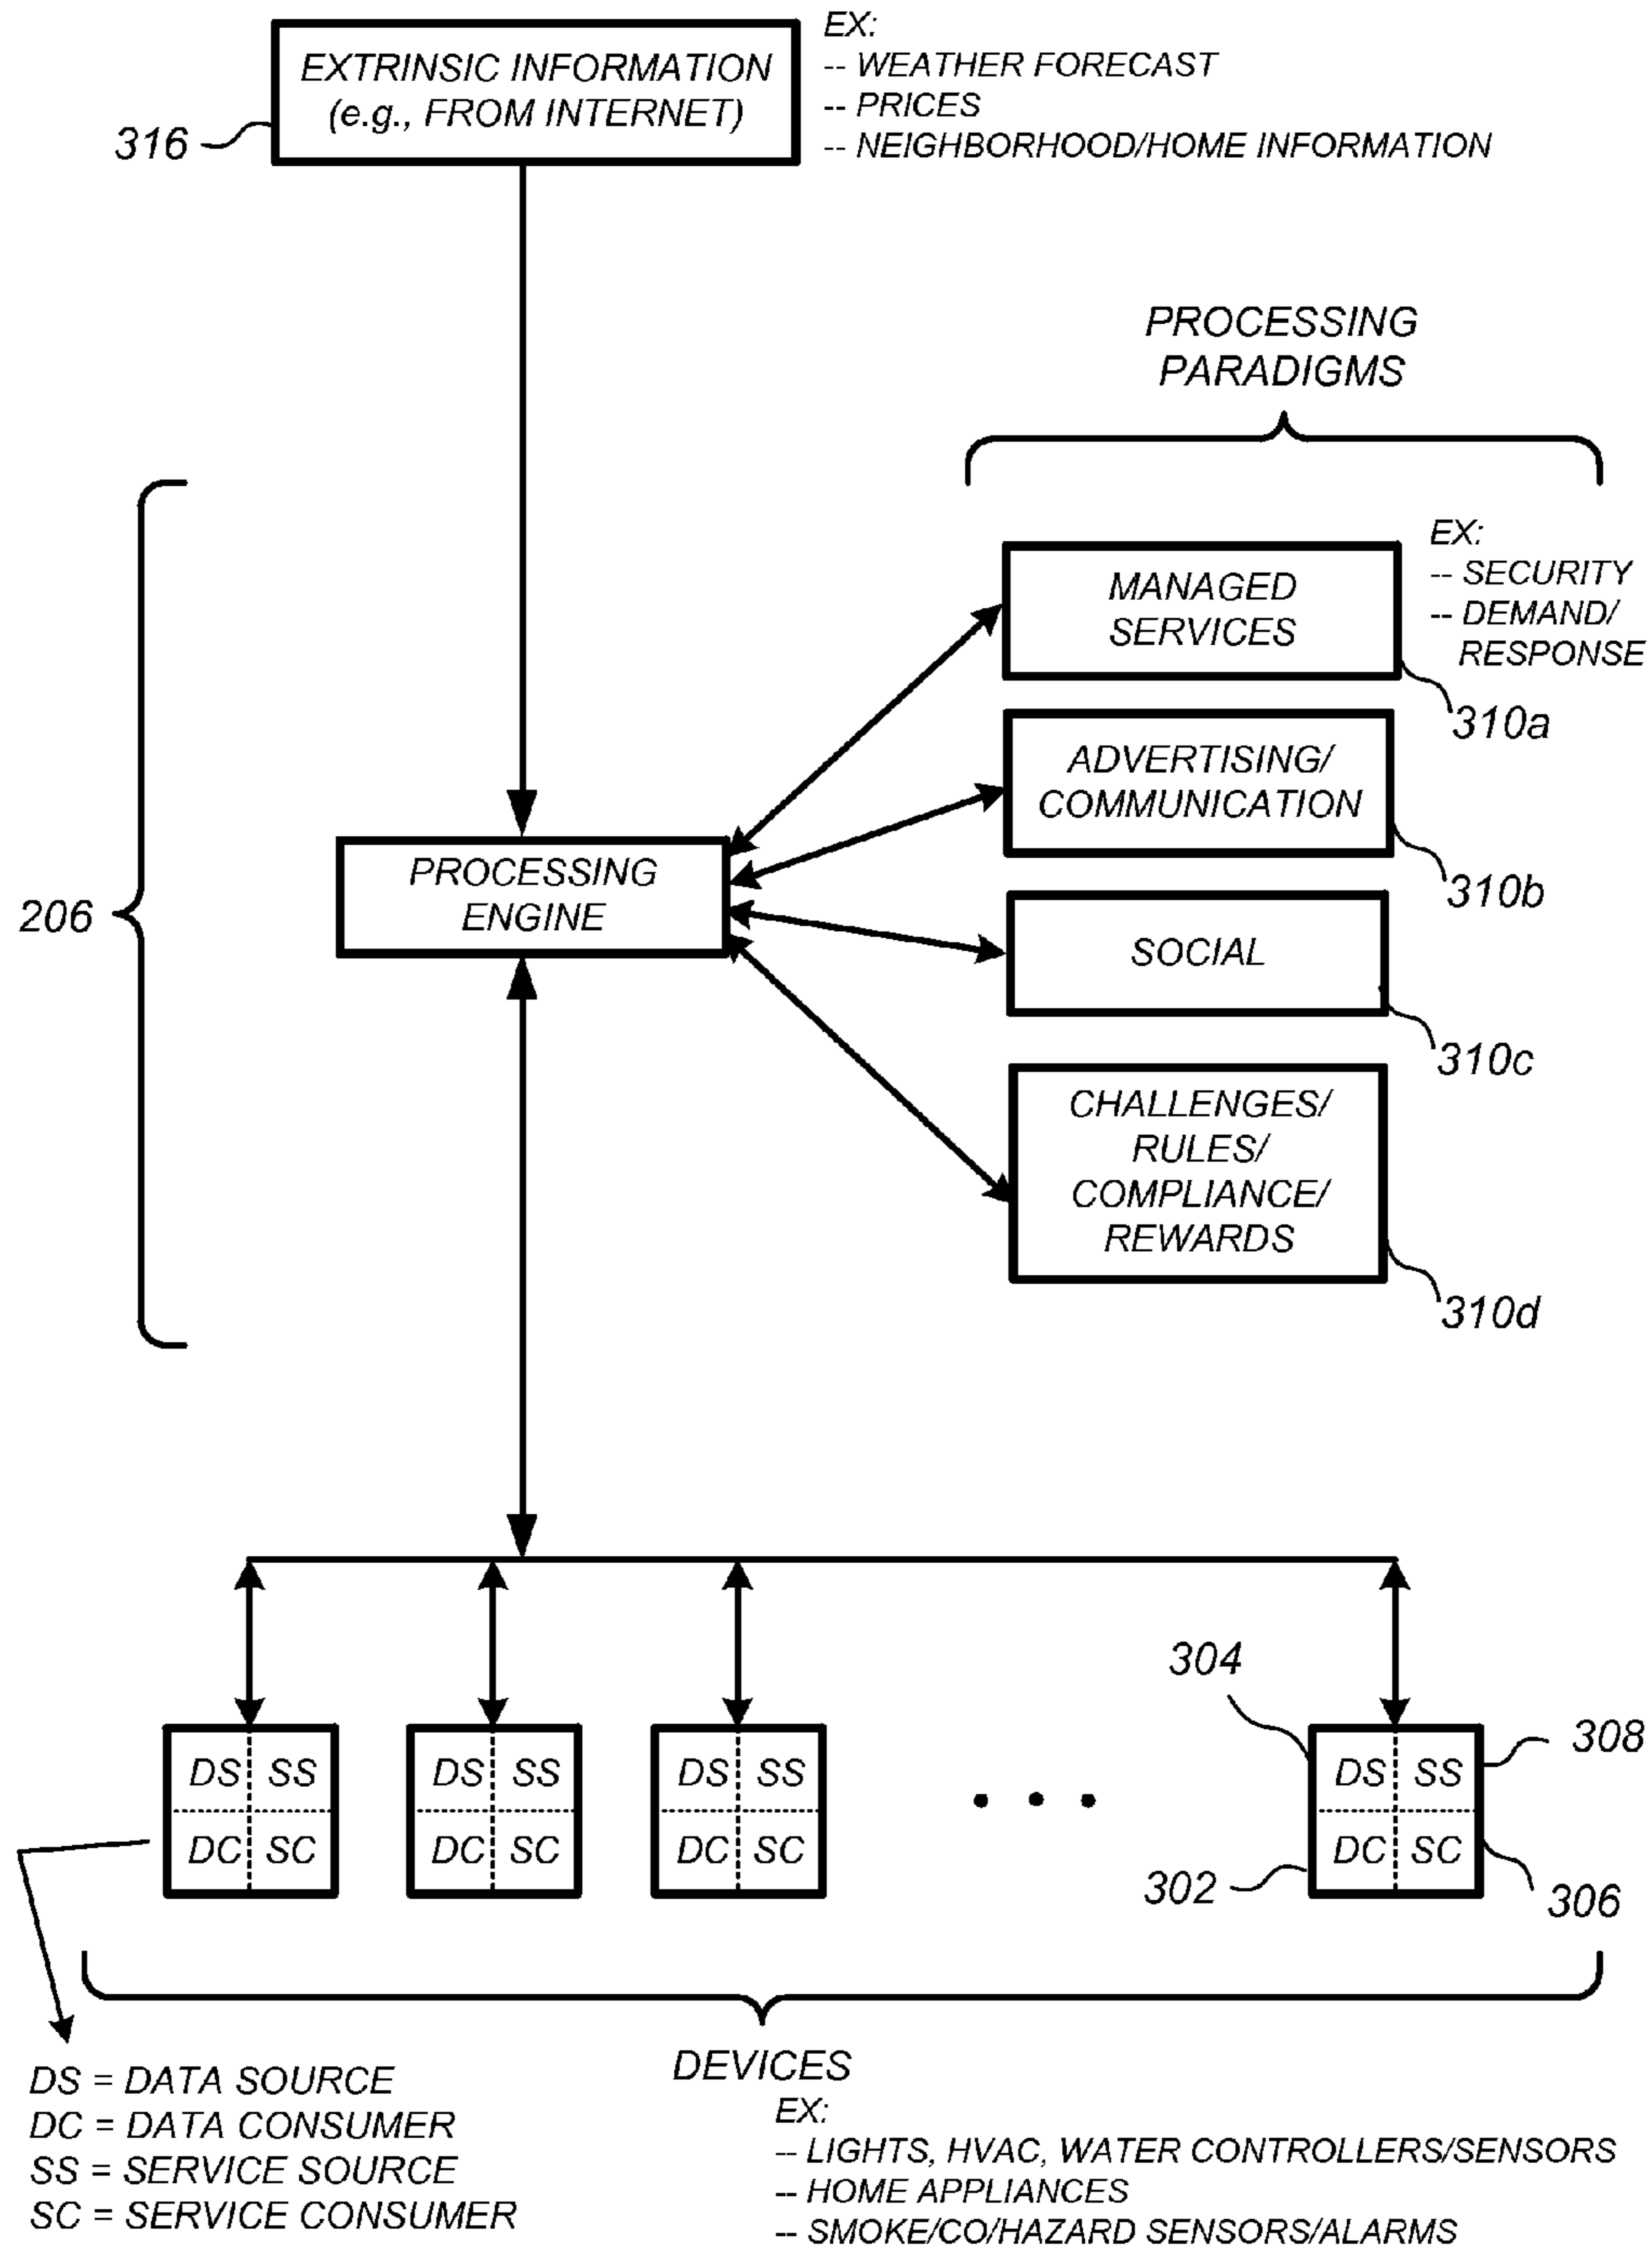 EXTRINSIC INFORMATION
(e.g., FROM INTERNET)
316
EX:
-- WEATHER FORECAST
-- PRICES
-- NEIGHBORHOOD/HOME INFORMATION
PROCESSING
PARADIGMS
206
PROCESSING
ENGINE
MANAGED
SERVICES
EX:
-- SECURITY
-- DEMAND/
RESPONSE
310a
ADVERTISING/
COMMUNICATION
310b
SOCIAL
310c
CHALLENGES/
RULES/
COMPLIANCE/
REWARDS
310d
DS SS
DC SC
DS SS
DC SC
DS SS
DC SC
304
DS SS
DC SC
308
302
306
DS = DATA SOURCE
DC = DATA CONSUMER
SS = SERVICE SOURCE
SC = SERVICE CONSUMER
DEVICES
EX:
-- LIGHTS, HVAC, WATER CONTROLLERS/SENSORS
-- HOME APPLIANCES
-- SMOKE/CO/HAZARD SENSORS/ALARMS